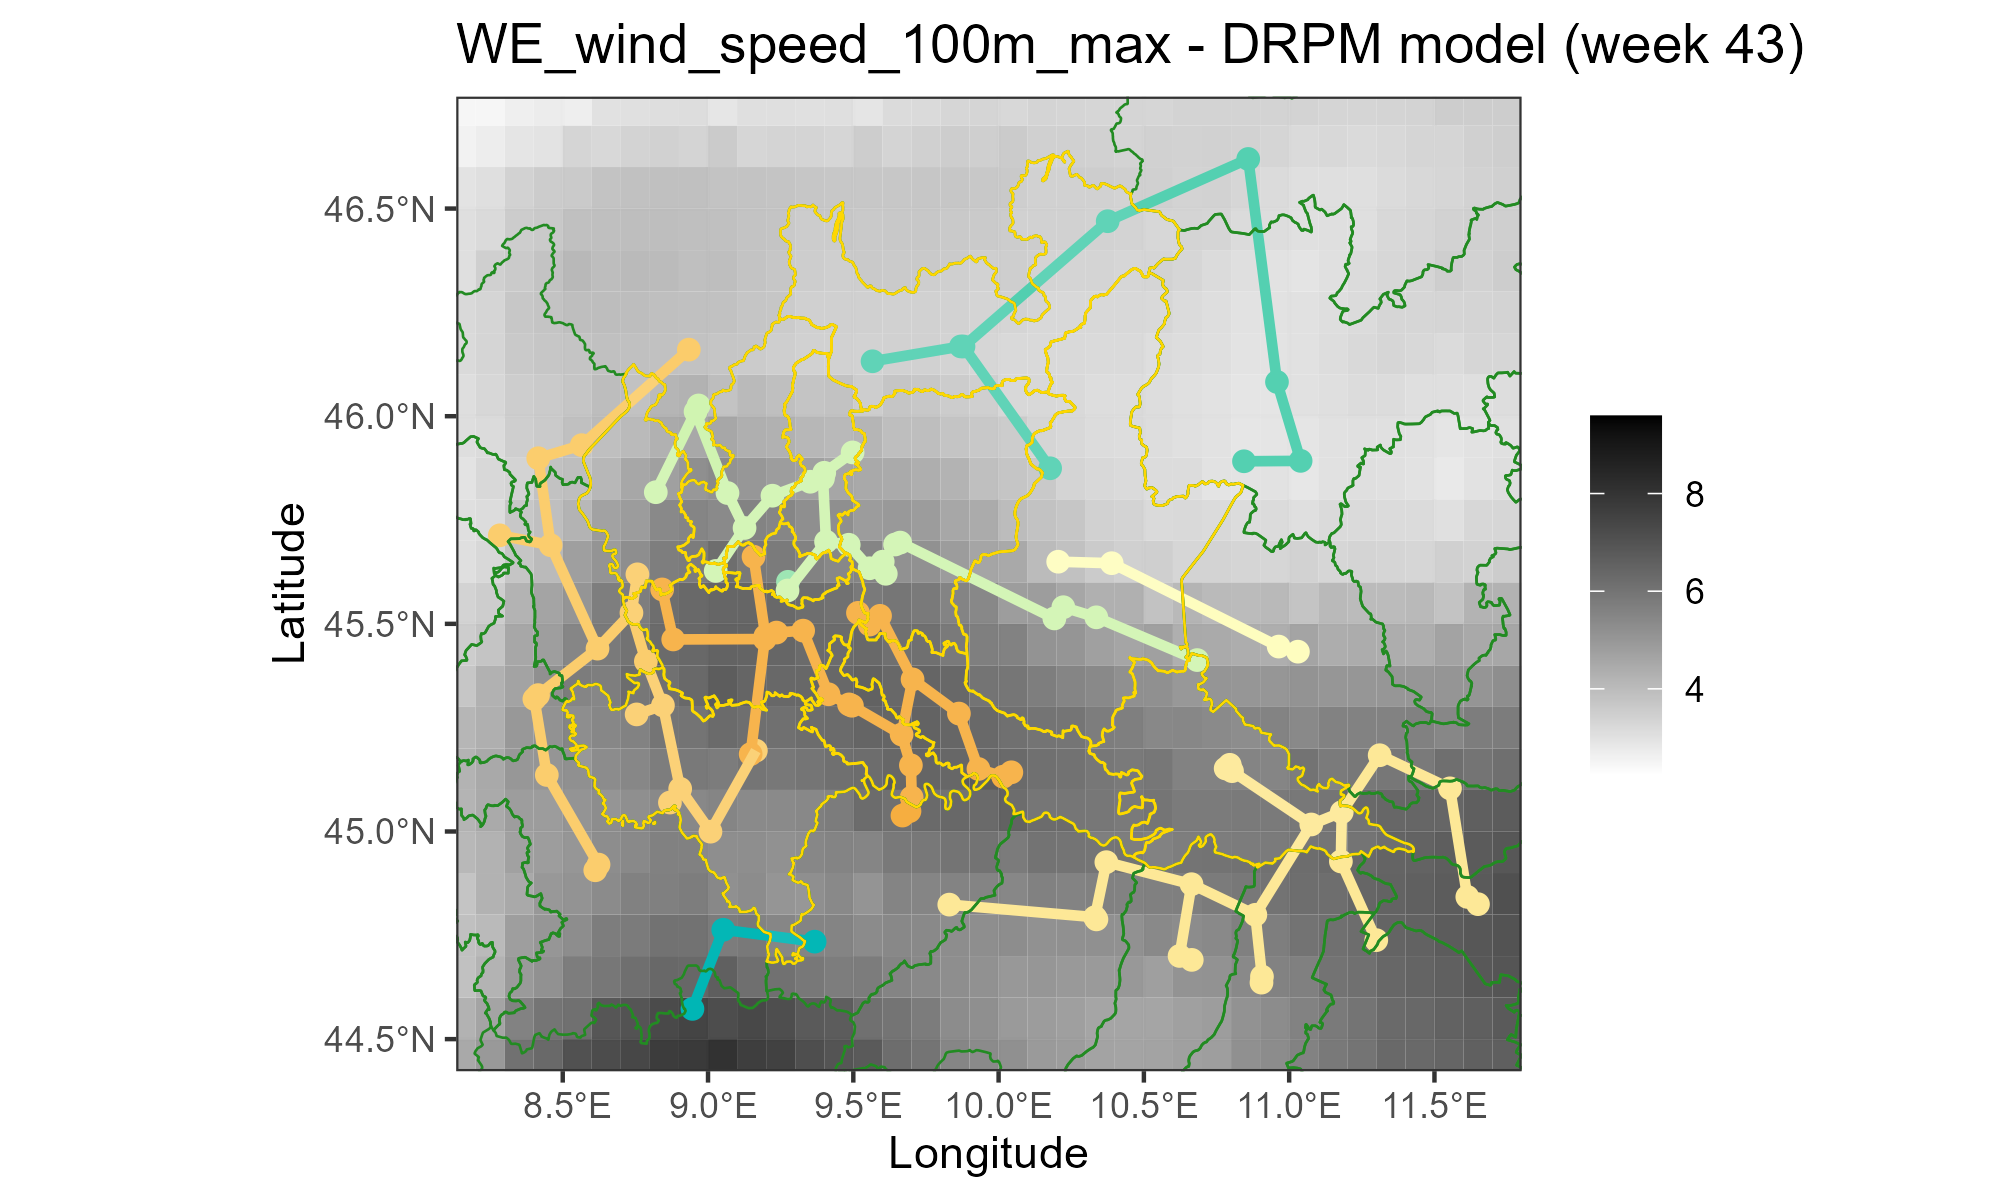 WE_wind_speed_100m_max - DRPM model (week 43)
46.5°N
46.0°N
45.5°N
45.0°N
44.5°N
Latitude
8.5°E 9.0°E 9.5°E 10.0°E 10.5°E 11.0°E 11.5°E
Longitude
8
6
4